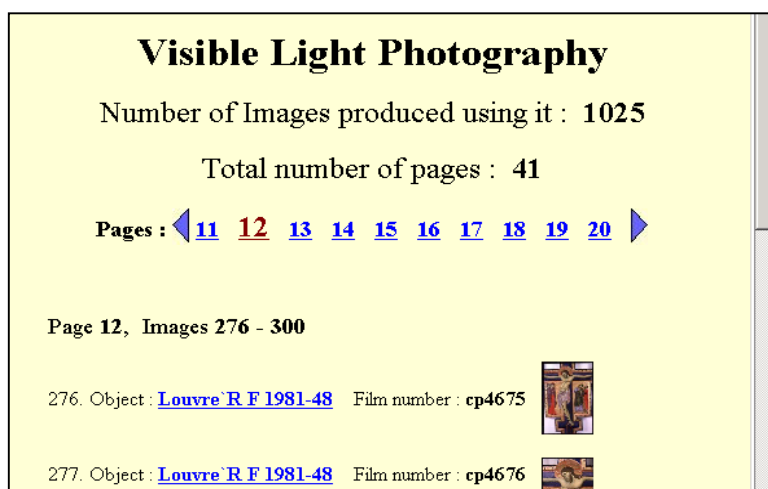 Visible Light Photography
Number of Images produced using it : 1025
Total number of pages : 41
Pages : 11 12 13 14 15 16 17 18 19 20
Page 12, Images 276 - 300
276. Object : Louvre`R F 1981-48 Film number : cp4675
277. Object : Louvre`R F 1981-48 Film number : cp4676